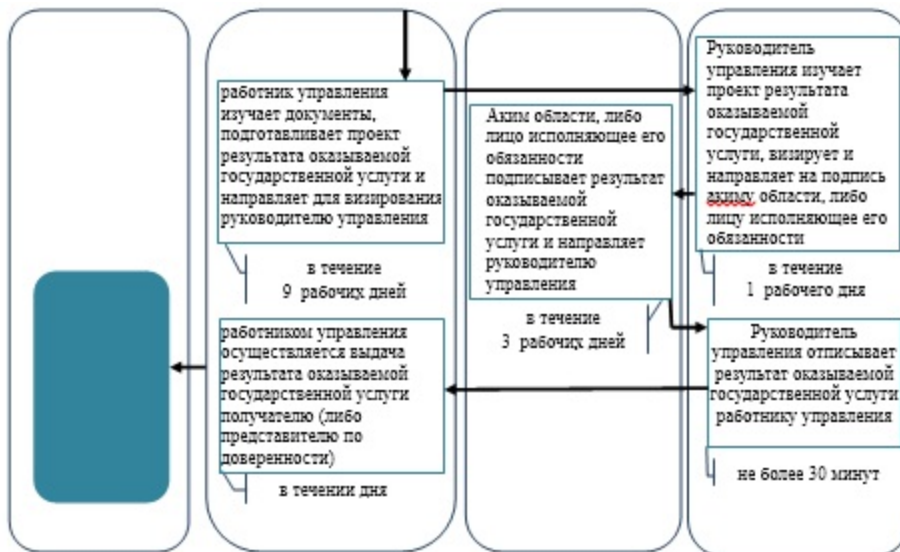 работник управления
изучает документы,
подготавливает проект
результата оказываемой
государственной услуги и
направляет для визирования
руководителю управления
в течение
9 рабочих дней
Аким области, либо
лицо исполняющее его
обязанности
подписывает результат
оказываемой
государственной
услуги и направляет
руководителю
управления
в течение
3 рабочих дней
Руководитель
управления изучает
проект результата
оказываемой
государственной
услуги, визирует и
направляет на подпись
акиму области, либо
лицу исполняющее его
обязанности
в течение
1 рабочего дня
Руководитель
управления отписывает
результат оказываемой
государственной услуги
работнику управления
не более 30 минут
работником управления
осуществляется выдача
результата оказываемой
государственной услуги
получателю (либо
представителю по
доверенности)
в течении дня